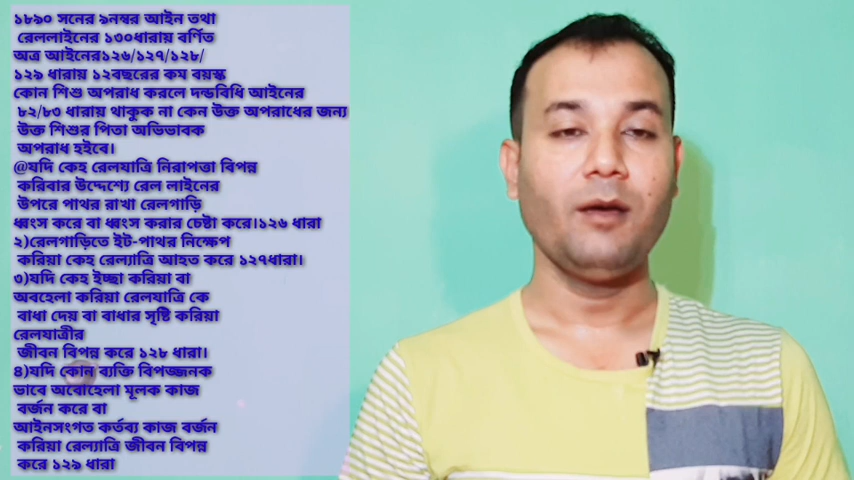 ১৮৯০ সনের ৯নম্বর আইন তথা
রেললাইনের ১৩০ধারায় বর্ণিত
অত্র আইনের১২৬/১২৭/১২৮/
১২৯ ধারায় ১২বছরের কম বয়স্ক
কোন শিশু অপরাধ করলে দন্ডবিধি আইনের
৮২/৮৩ ধারায় থাকুক না কেন উক্ত অপরাধের জন্য
উক্ত শিশুর পিতা অভিভাবক
অপরাধ হইবে।
@যদি কেহ রেলযাত্রি নিরাপত্তা বিপন্ন
করিবার উদ্দেশ্যে রেল লাইনের
উপরে পাথর রাখা রেলগাড়ি
ধ্বংস করে বা ধ্বংস করার চেষ্টা করে।১২৬ ধারা
২)রেলগাড়িতে ইট-পাথর নিক্ষেপ
করিয়া কেহ রেল্যাত্রি আহত করে ১২৭ধারা।
৩)যদি কেহ ইচ্ছা করিয়া বা
অবহেলা করিয়া রেলযাত্রি কে
বাধা দেয় বা বাধার সৃষ্টি করিয়া
রেলযাত্রীর
জীবন বিপন্ন করে ১২৮ ধারা।
৪)যদি কোন ব্যক্তি বিপজ্জনক
ভাবে অবোহেলা মূলক কাজ
বর্জন করে বা
আইনসংগত কর্তব্য কাজ বর্জন
করিয়া রেল্যাত্রি জীবন বিপন্ন
করে ১২৯ ধারা